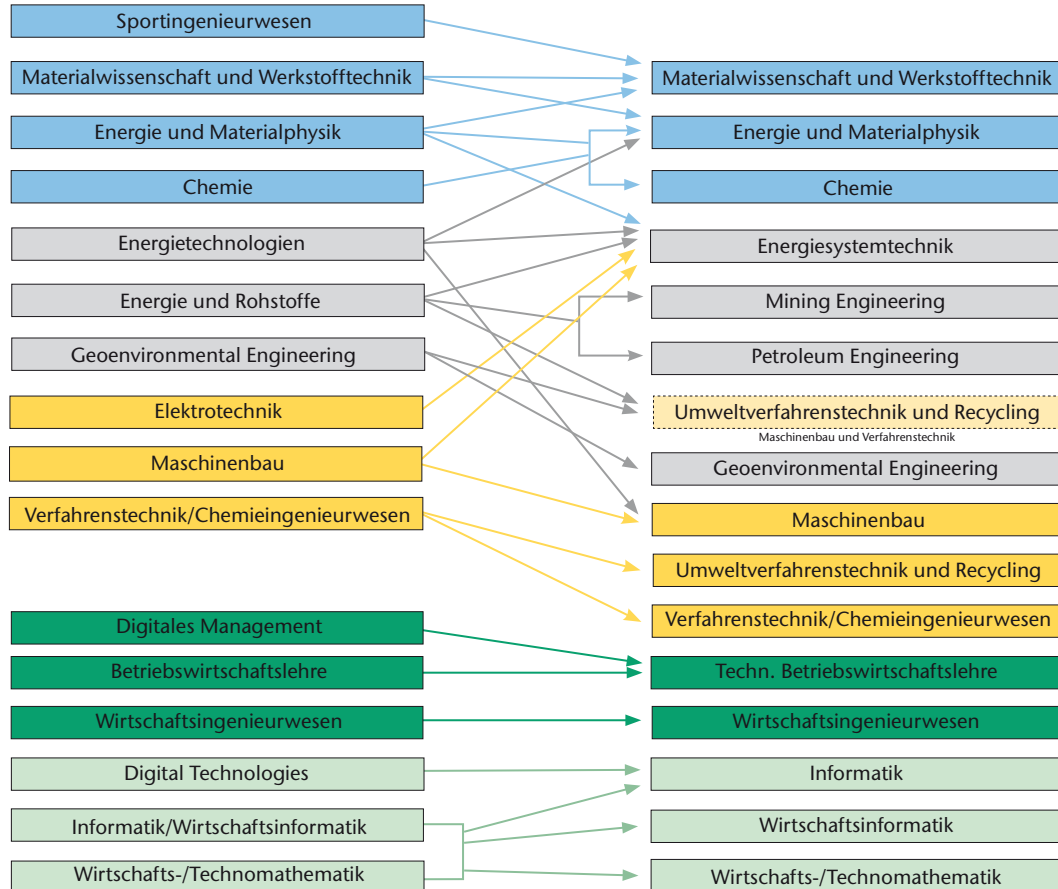 Sportingenieurwesen
Materialwissenschaft und Werkstofftechnik
Energie und Materialphysik
Chemie
Energietechnologien
Energie und Rohstoffe
Geoenvironmental Engineering
Elektrotechnik
Maschinenbau
Verfahrenstechnik/Chemieingenieurwesen
Digitales Management
Betriebswirtschaftslehre
Wirtschaftsingenieurwesen
Digital Technologies
Informatik/Wirtschaftsinformatik
Wirtschafts-/Technomathematik
Materialwissenschaft und Werkstofftechnik
Energie und Materialphysik
Chemie
Energiesystemtechnik
Mining Engineering
Petroleum Engineering
Umweltverfahrenstechnik und Recycling
Maschinenbau und Verfahrenstechnik
Geoenvironmental Engineering
Maschinenbau
Umweltverfahrenstechnik und Recycling
Verfahrenstechnik/Chemieingenieurwesen
Techn. Betriebswirtschaftslehre
Wirtschaftsingenieurwesen
Informatik
Wirtschaftsinformatik
Wirtschafts-/Technomathematik